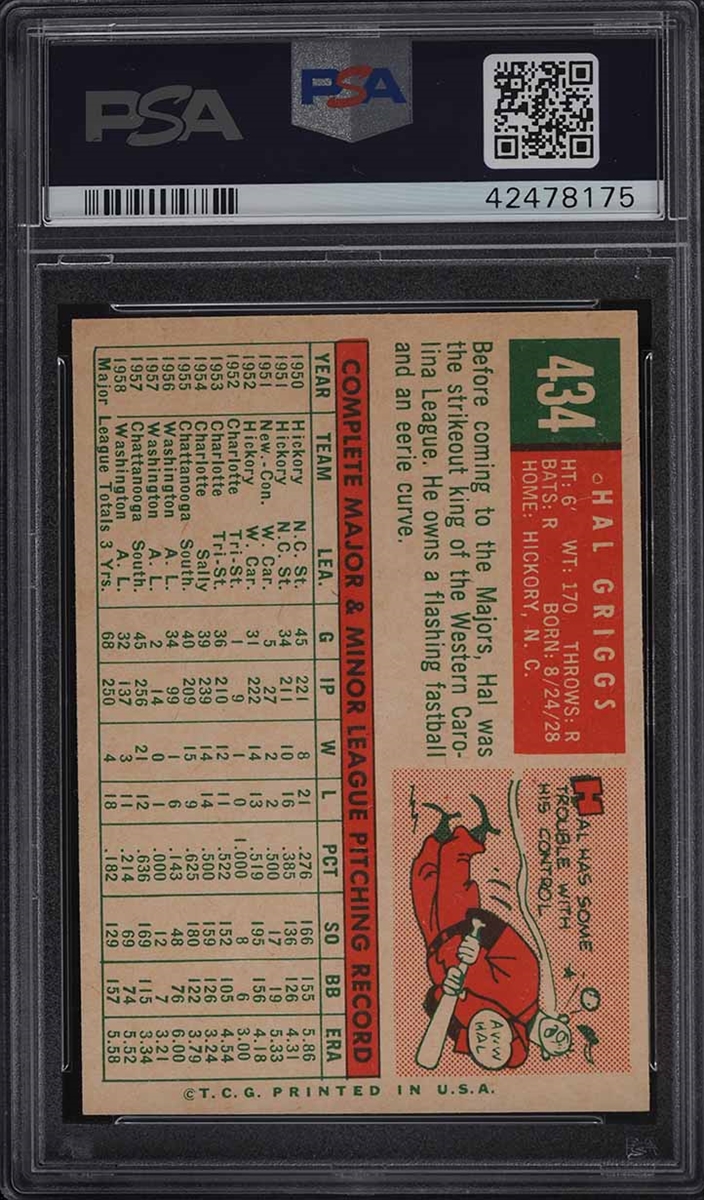 PSA
PSA
42478175
434
HAL GRIGGS
HT: 6' WT: 170 THROWS: R
BATS: R BORN: 8/24/28
HOME: HICKORY, N. C.
Before coming to the Majors, Hal was
the strikeout king of the Western Caro-
lina League. He owns a flashing fastball
and an eerie curve.
HAL HAS SOME
TROUBLE WITH
HIS CONTROL
AWW
HAL
COMPLETE MAJOR & MINOR LEAGUE PITCHING RECORD
YEAR TEAM LEA. G IP W L PCT SO BB ERA
1950 Hickory N.C. St. 45 221 8 21 .276 166 155 5.86
1951 Hickory N.C. St. 34 211 10 16 .385 136 126 4.31
1951 New.-Con. W. Car. 5 27 2 2 .500 17 19 5.33
1952 Hickory W. Car. 31 222 14 13 .519 195 156 4.18
1952 Charlotte Tri-St. 1 9 1 0 1.000 8 6 3.00
1953 Charlotte Tri-St. 36 210 12 11 .522 152 105 4.54
1954 Charlotte Sally 39 239 14 14 .500 159 126 3.24
1955 Chattanooga South. 40 209 15 9 .625 180 122 3.79
1956 Washington A. L. 34 99 1 6 .143 48 76 6.00
1957 Washington A. L. 2 14 0 1 .000 12 7 3.21
1957 Chattanooga South. 45 256 21 12 .636 169 115 3.34
1958 Washington A. L. 32 137 3 11 .214 69 74 5.52
Major League Totals 3 Yrs. 68 250 4 18 .182 129 157 5.58
©T.C.G. PRINTED IN U.S.A.